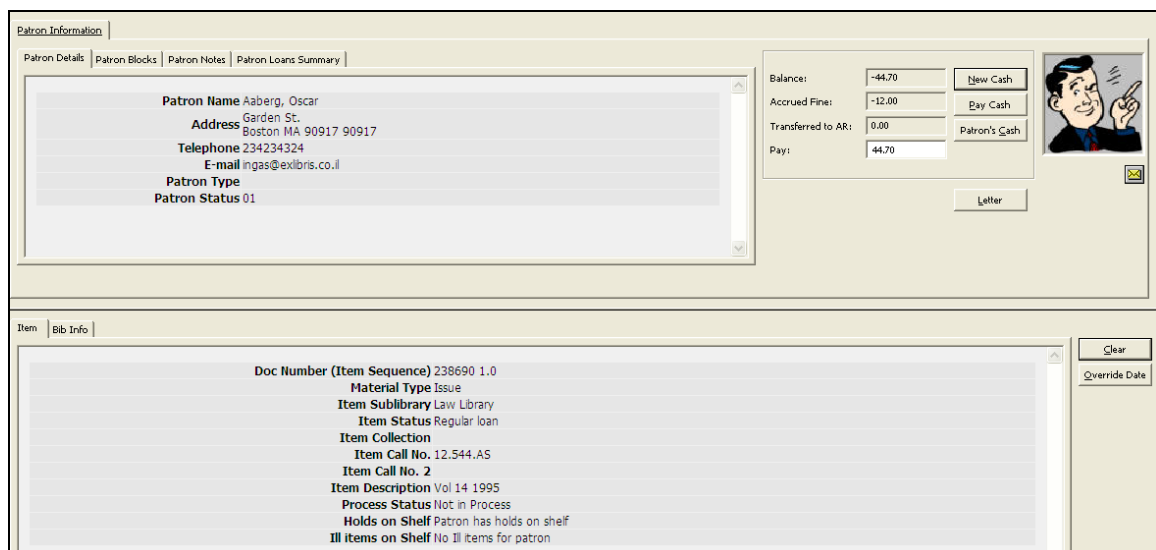 Patron Information
Patron Details Patron Blocks Patron Notes Patron Loans Summary
Patron Name Aaberg, Oscar
Address Garden St.
Boston MA 90917 90917
Telephone 234234324
E-mail ingas@exlibris.co.il
Patron Type
Patron Status 01
Balance: -44.70 New Cash
Accrued Fine: -12.00 Pay Cash
Transferred to AR: 0.00 Patron's Cash
Pay: 44.70
Letter
Item Bib Info
Clear
Override Date
Doc Number (Item Sequence) 238690 1.0
Material Type Issue
Item Sublibrary Law Library
Item Status Regular loan
Item Collection
Item Call No. 12.544.AS
Item Call No. 2
Item Description Vol 14 1995
Process Status Not in Process
Holds on Shelf Patron has holds on shelf
Ill items on Shelf No Ill items for patron